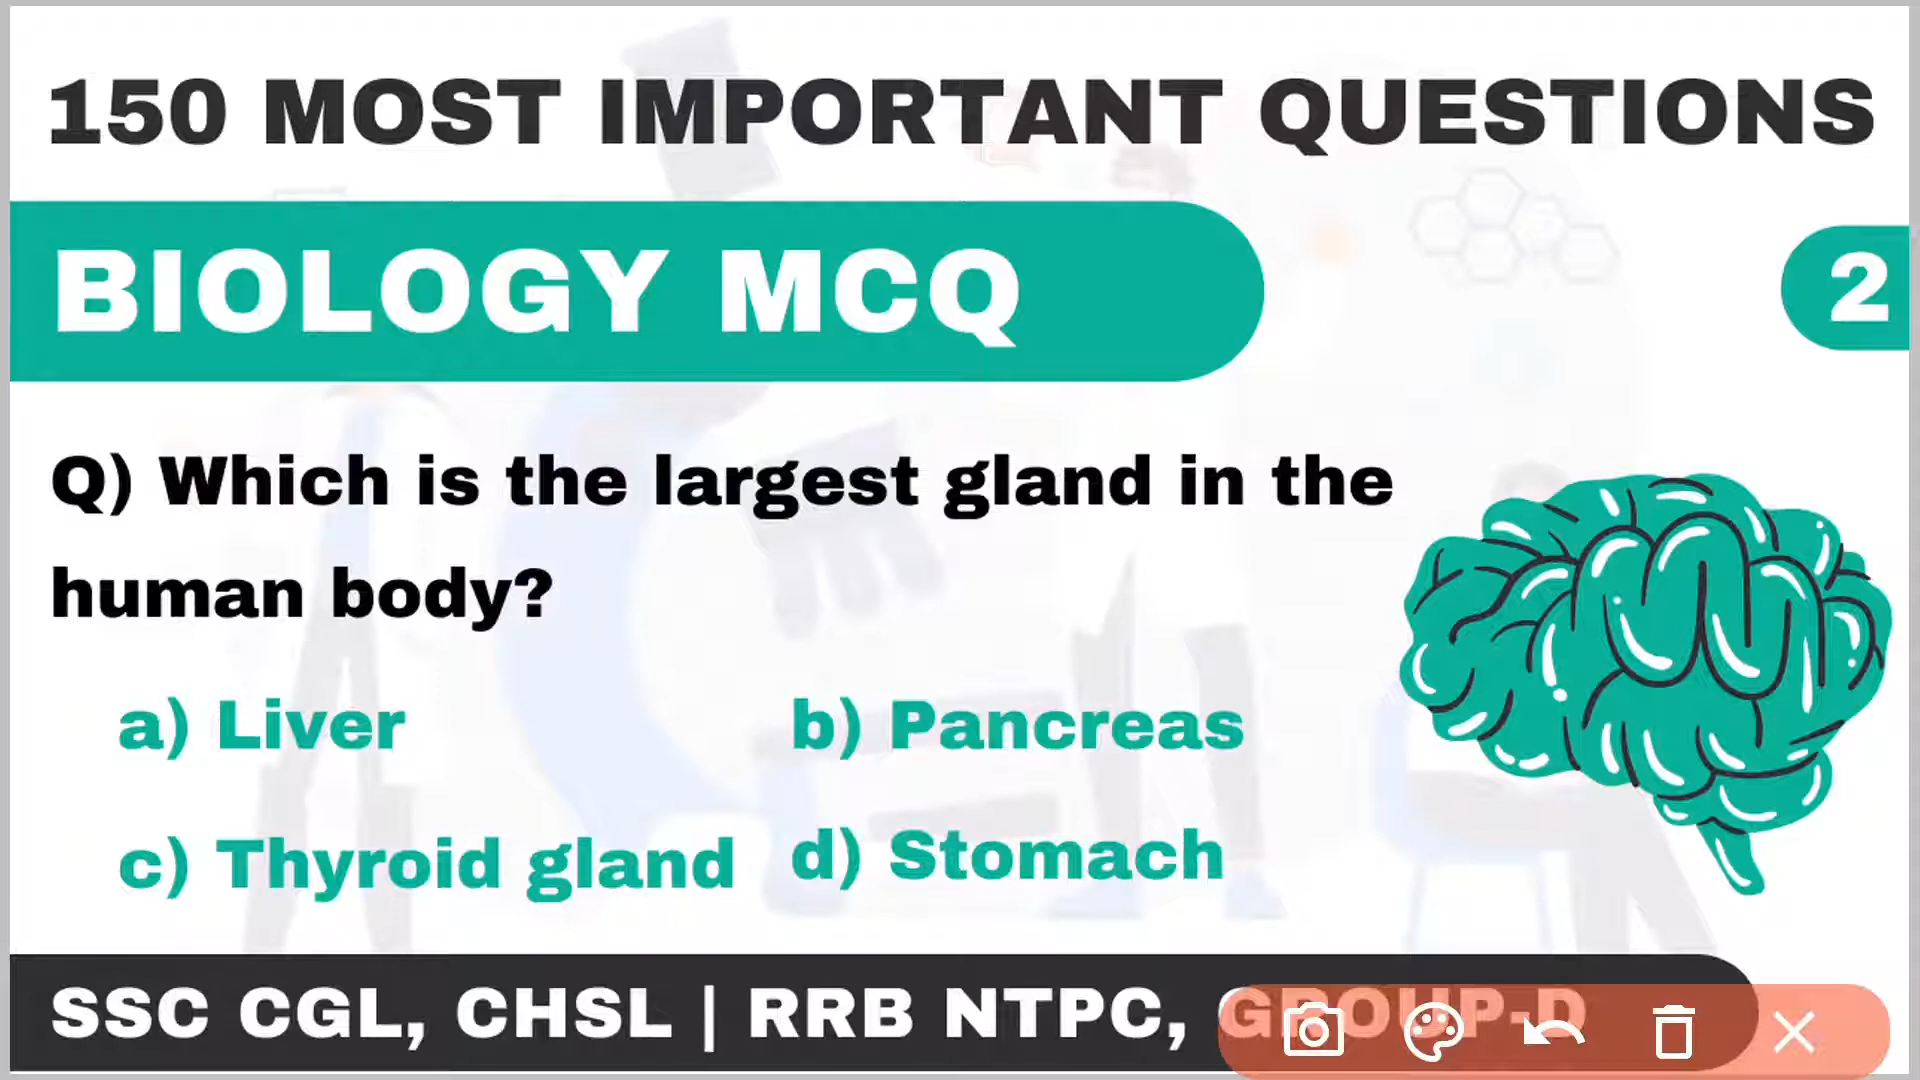 150 MOST IMPORTANT QUESTIONS
BIOLOGY MCQ
2
Q) Which is the largest gland in the
human body?
a) Liver
b) Pancreas
c) Thyroid gland
d) Stomach
SSC CGL, CHSL | RRB NTPC, GROUP-D